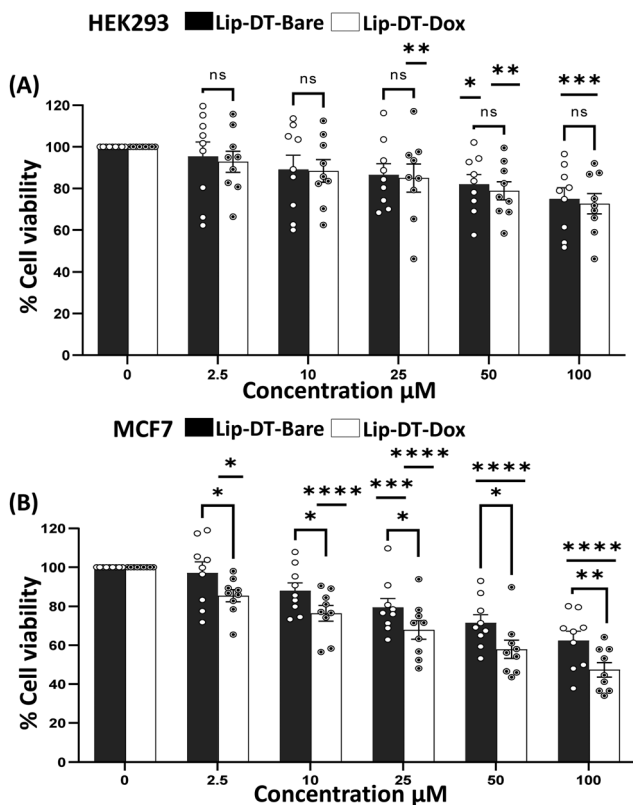 HEK293 Lip-DT-Bare Lip-DT-Dox
(A)
** * ** ***
ns ns ns ns ns
120
100
80
60
40
20
0
% Cell viability
0 2.5 10 25 50 100
Concentration μM
MCF7 Lip-DT-Bare Lip-DT-Dox
(B)
* **** *** **** **** ****
* * * * **
120
100
80
60
40
20
0
% Cell viability
0 2.5 10 25 50 100
Concentration μM